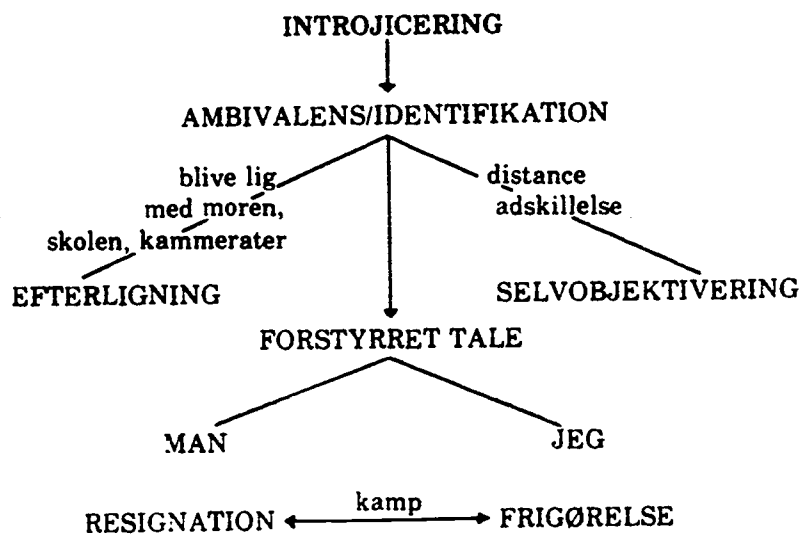 INTROJICERING
AMBIVALENS/IDENTIFIKATION
blive lig
med moren,
skolen, kammerater
distance
adskillelse
EFTERLIGNING
SELVOBJEKTIVERING
FORSTYRRET TALE
MAN
JEG
kamp
RESIGNATION
FRIGØRELSE